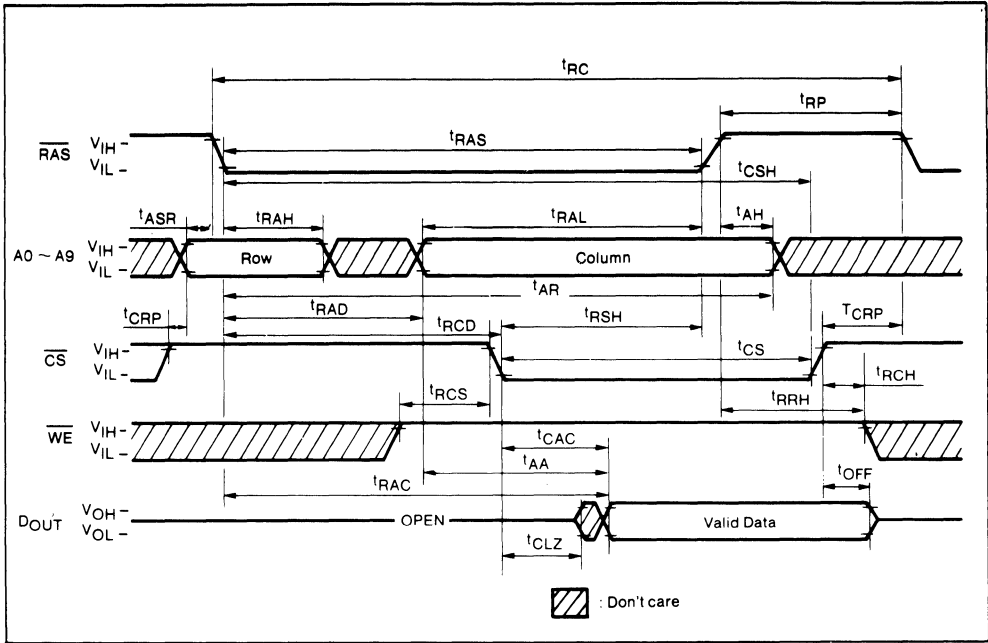 tRC
tRP
RAS
VIH
VIL
tRAS
tCSH
tASR
tRAH
tRAL
tAH
A0 ~ A9
VIH
VIL
Row
Column
tAR
tCRP
tRAD
tRCD
tRSH
TCRP
CS
VIH
VIL
tCS
tRCH
tRCS
tRRH
WE
VIH
VIL
tCAC
tAA
tRAC
tOFF
DOUT
VOH
VOL
OPEN
Valid Data
tCLZ
: Don't care